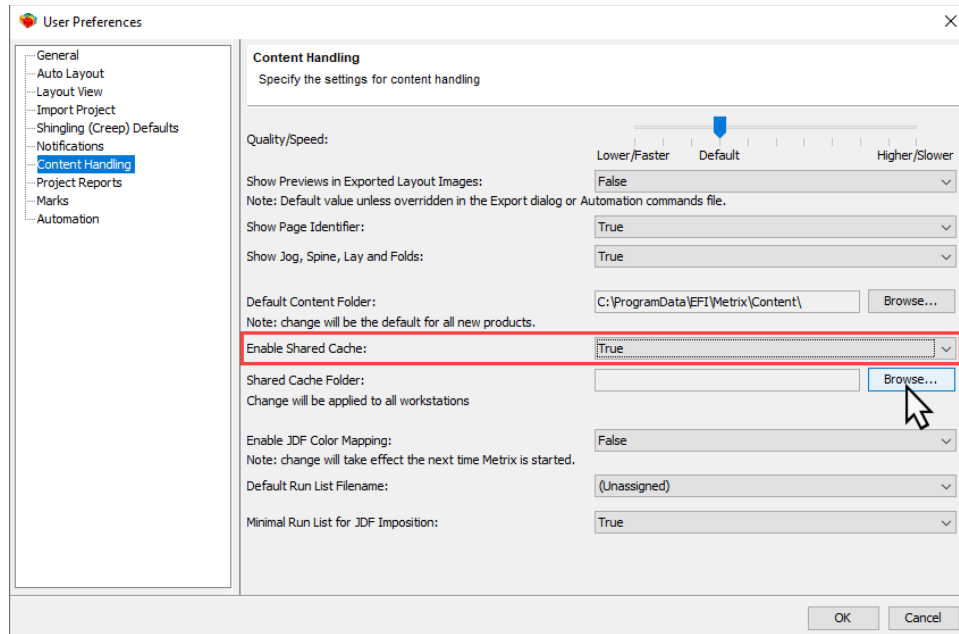 User Preferences
General
Auto Layout
Layout View
Import Project
Shingling (Creep) Defaults
Notifications
Content Handling
Project Reports
Marks
Automation
Content Handling
Specify the settings for content handling
Quality/Speed:
Lower/Faster Default Higher/Slower
Show Previews in Exported Layout Images: False
Note: Default value unless overridden in the Export dialog or Automation commands file.
Show Page Identifier: True
Show Jog, Spine, Lay and Folds: True
Default Content Folder: C:\ProgramData\EFI\Metrix\Content\ Browse...
Note: change will be the default for all new products.
Enable Shared Cache: True
Shared Cache Folder: Browse...
Change will be applied to all workstations
Enable JDF Color Mapping: False
Note: change will take effect the next time Metrix is started.
Default Run List Filename: (Unassigned)
Minimal Run List for JDF Imposition: True
OK Cancel